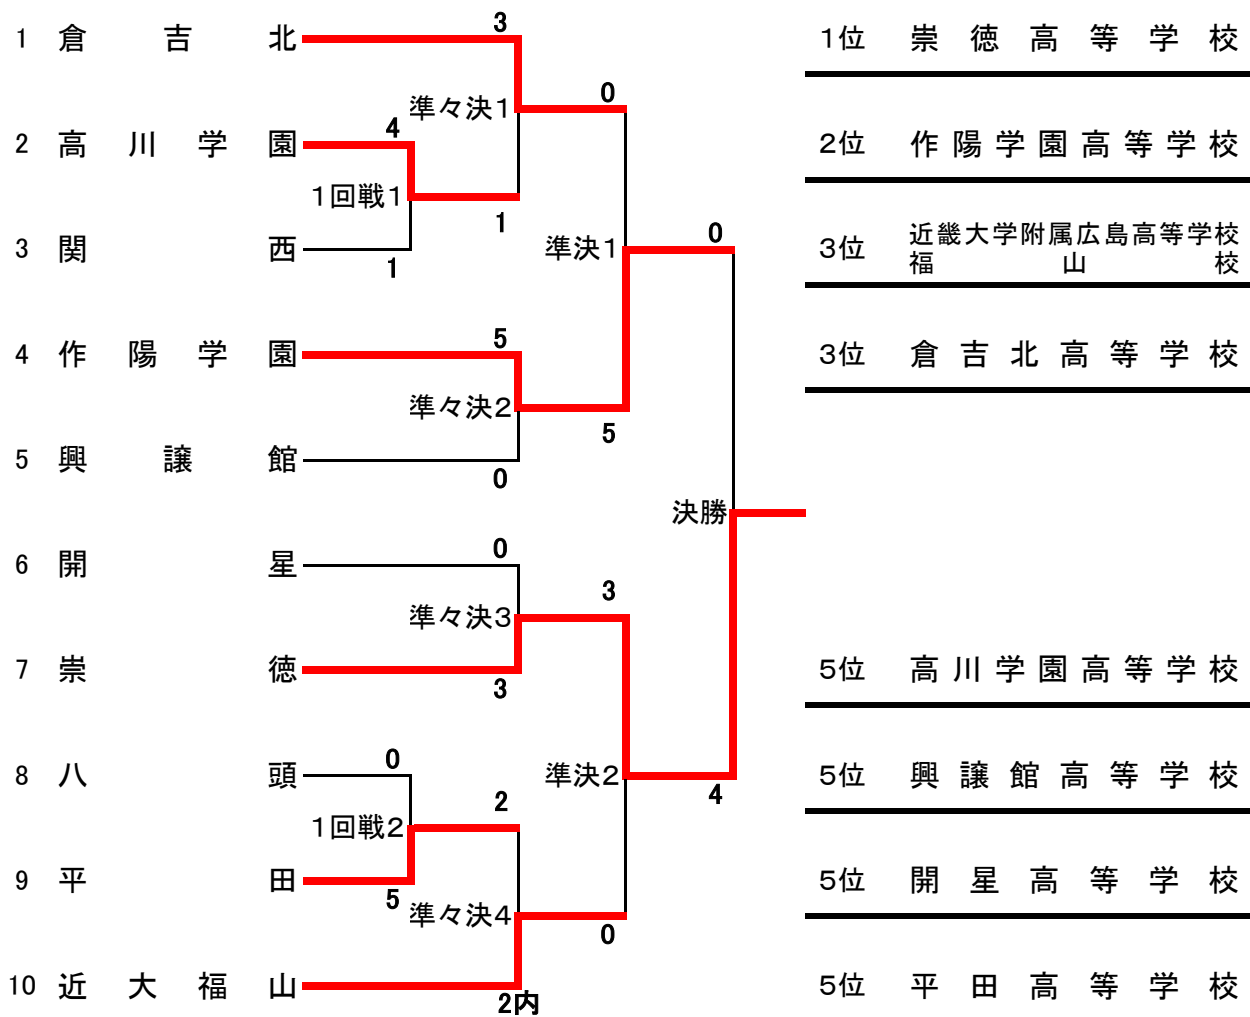 3
1 倉吉北
1位 崇徳高等学校
準々決1
0
4
2 高川学園
2位 作陽学園高等学校
1回戦1
1
3 関西
1
準決1
0
3位 近畿大学附属広島高等学校
福山校
5
4 作陽学園
3位 倉吉北高等学校
準々決2
5
5 興譲館
0
決勝
0
6 開星
準々決3
3
7 崇徳
3
5位 高川学園高等学校
0
8 八頭
準決2
4
5位 興譲館高等学校
1回戦2
2
9 平田
5
5位 開星高等学校
準々決4
0
10 近大福山
2内
5位 平田高等学校